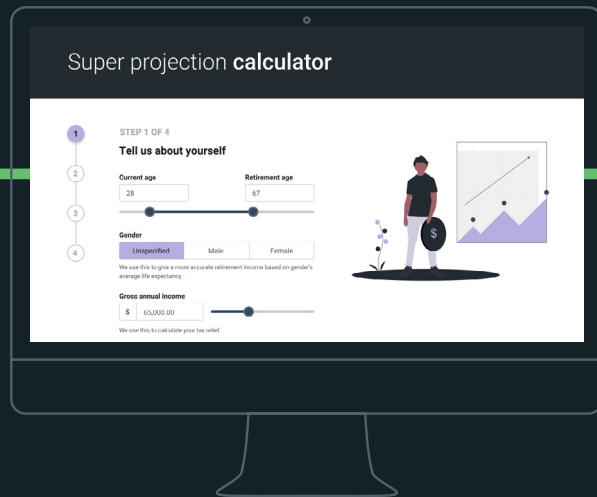 Super projection calculator
1
STEP 1 OF 4
Tell us about yourself
2
Current age Retirement age
28 67
3
Gender
Unspecified Male Female
4
We use this to give a more accurate retirement income based on gender's
average life expectancy.
Gross annual income
$ 65,000.00
We use this to calculate your tax relief.
$